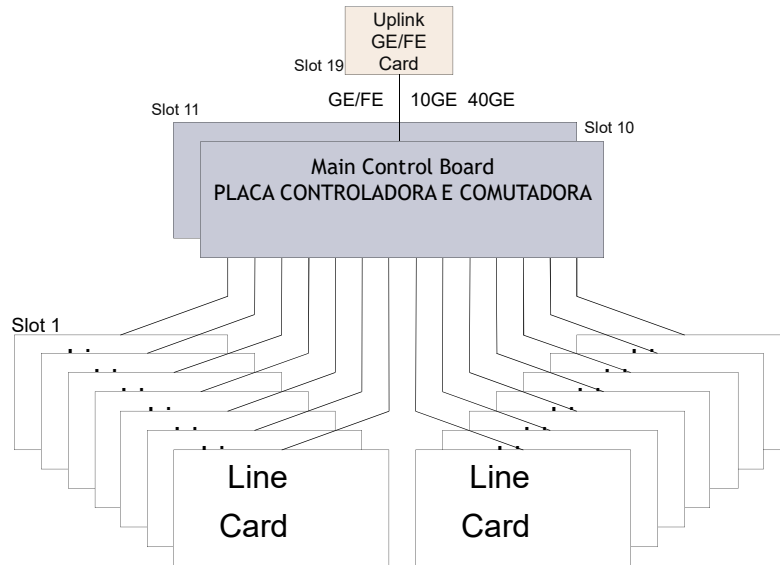 Uplink
GE/FE
Card
Slot 19
GE/FE 10GE 40GE
Slot 11
Slot 10
Main Control Board
PLACA CONTROLADORA E COMUTADORA
Slot 1
Line
Card
Line
Card